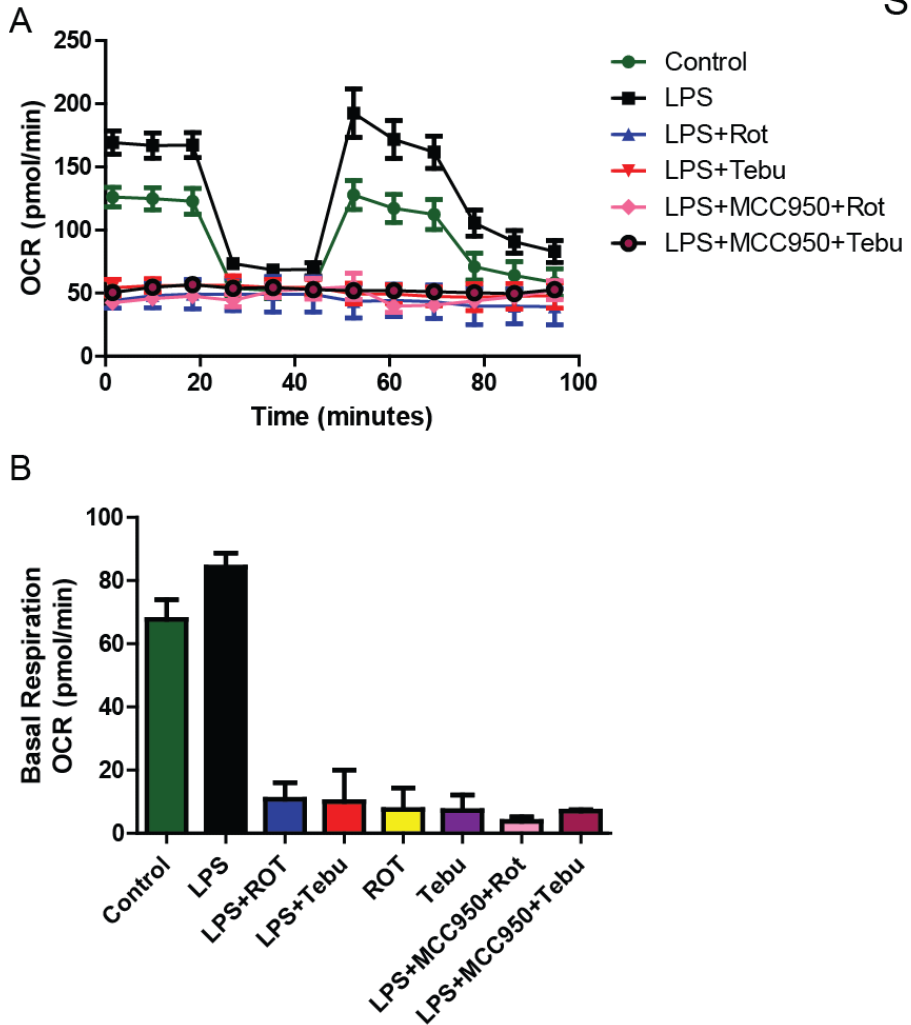 S
A
250
200
150
100
50
0
OCR (pmol/min)
0 20 40 60 80 100
Time (minutes)
Control
LPS
LPS+Rot
LPS+Tebu
LPS+MCC950+Rot
LPS+MCC950+Tebu
B
100
80
60
40
20
0
Basal Respiration
OCR (pmol/min)
Control
LPS
LPS+ROT
LPS+Tebu
ROT
Tebu
LPS+MCC950+Rot
LPS+MCC950+Tebu